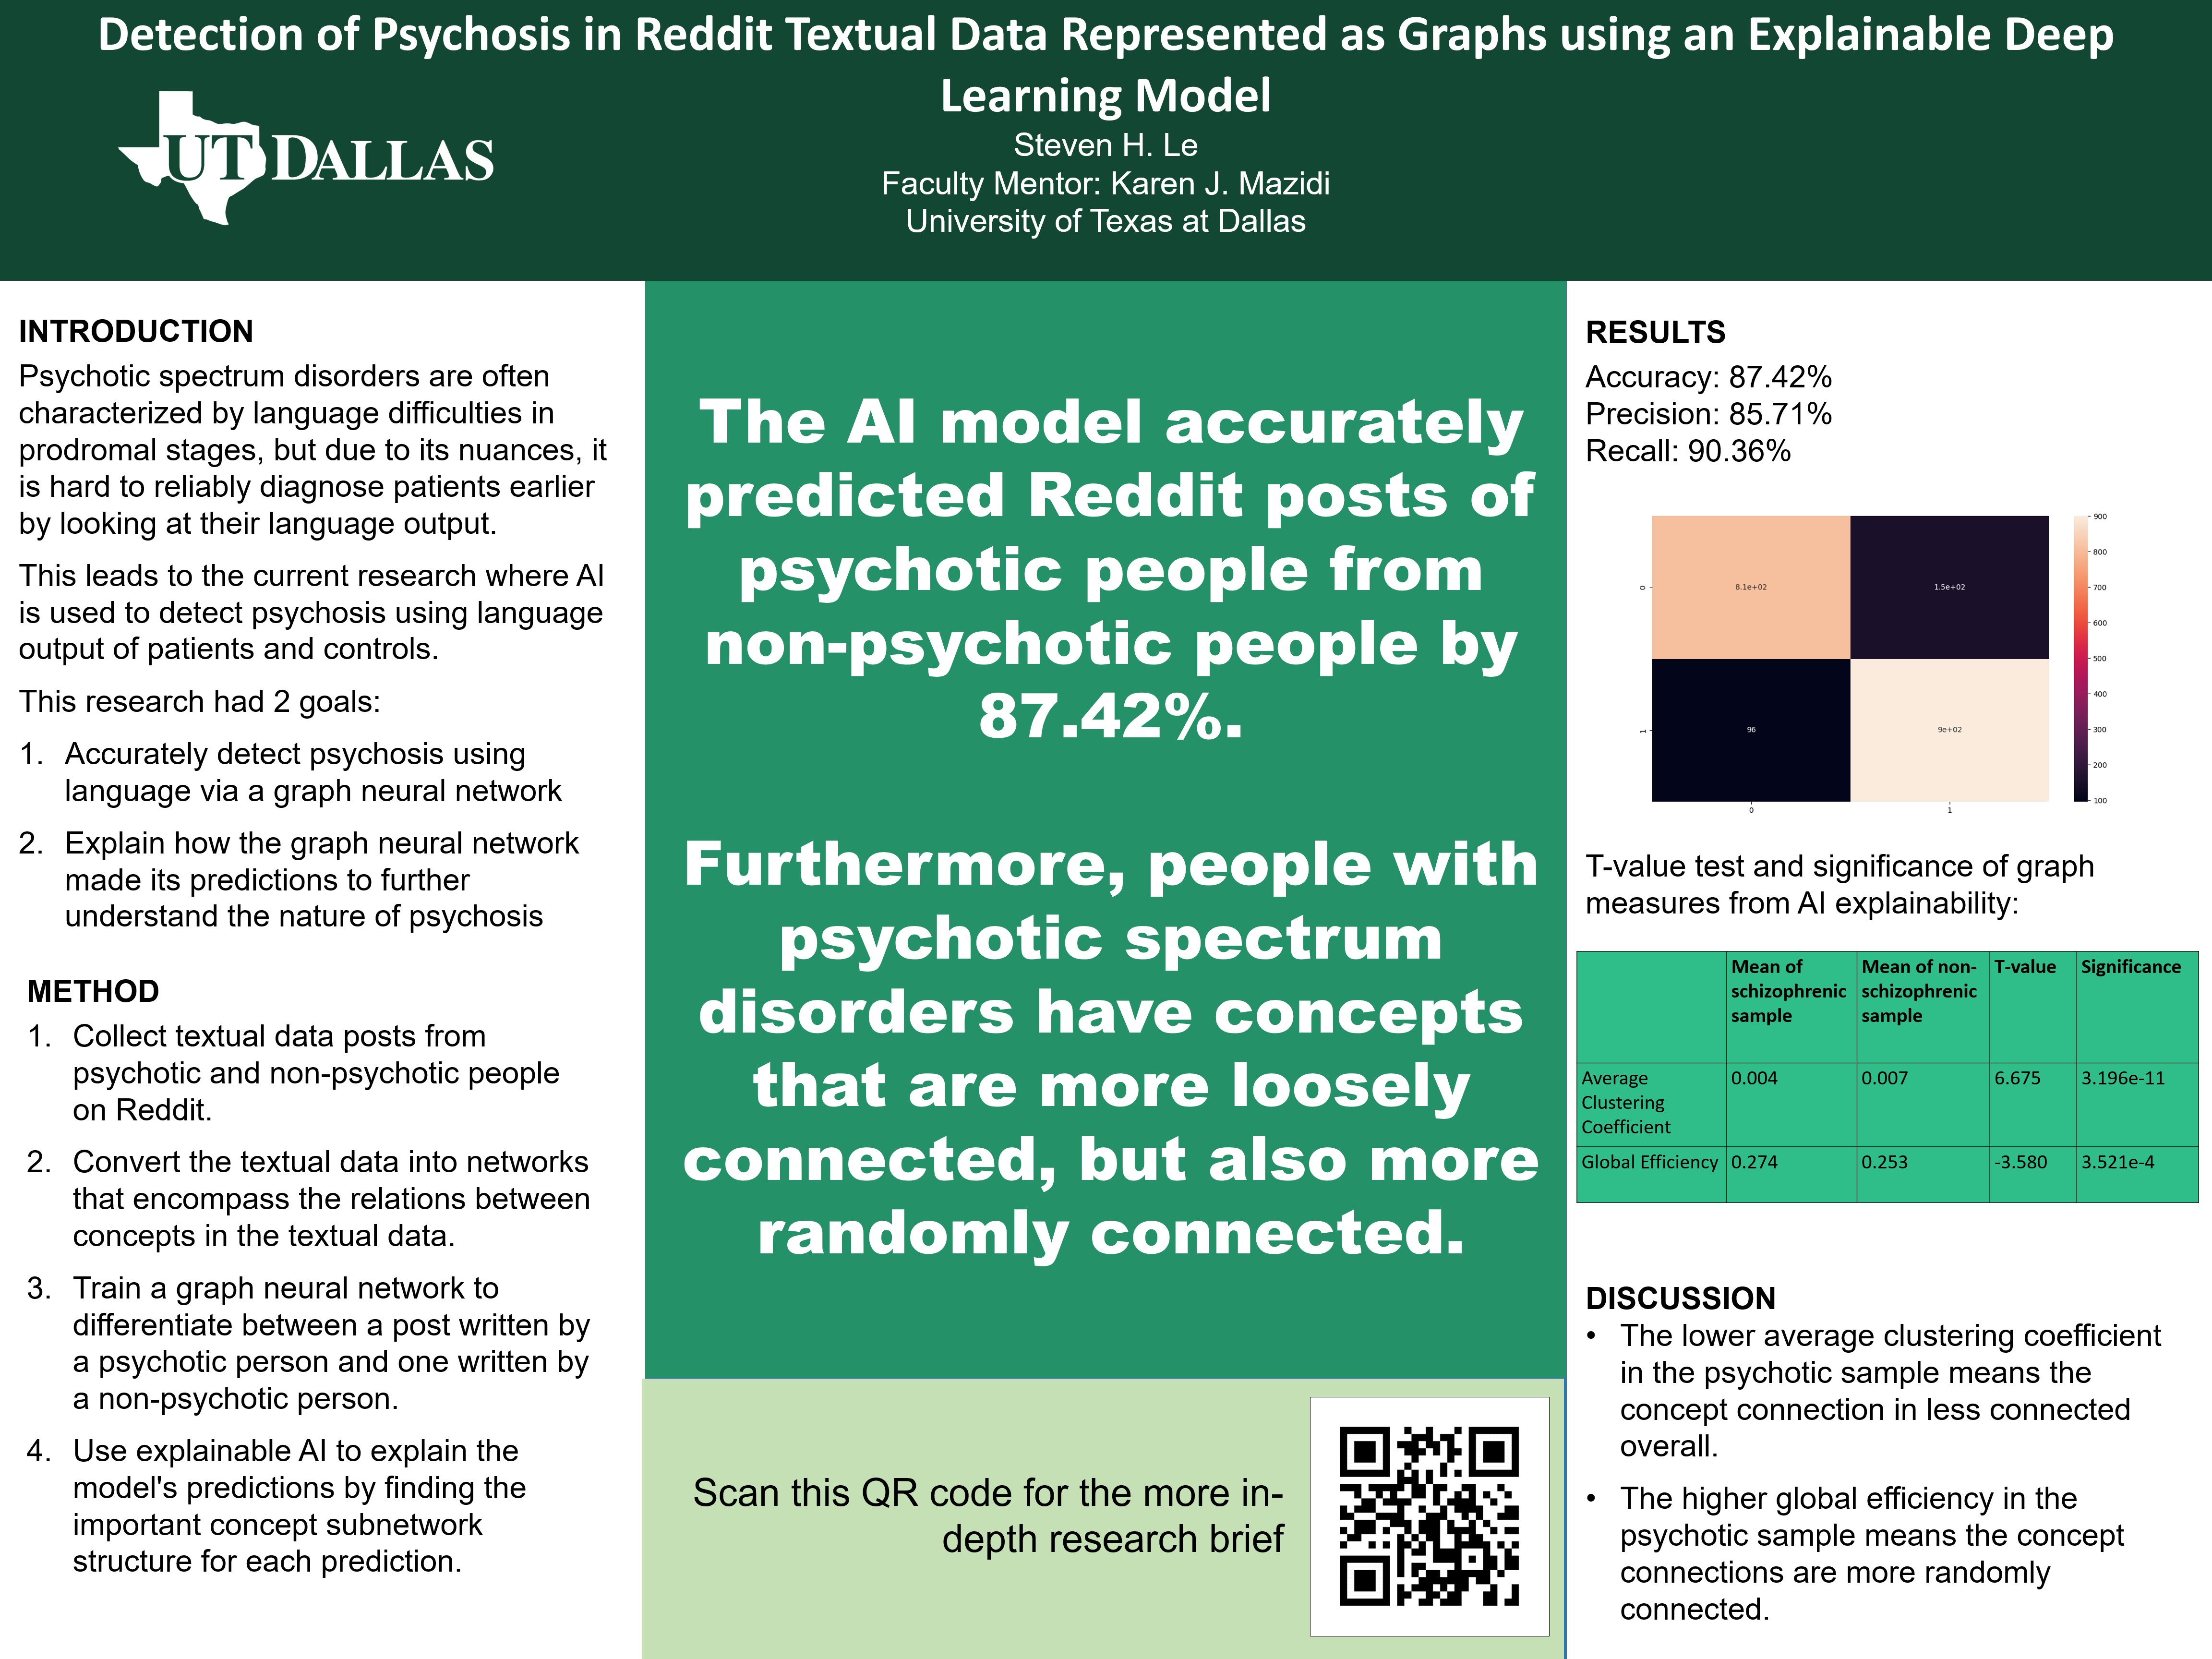 Detection of Psychosis in Reddit Textual Data Represented as Graphs using an Explainable Deep
Learning Model
Steven H. Le
Faculty Mentor: Karen J. Mazidi
University of Texas at Dallas
UT DALLAS
INTRODUCTION
Psychotic spectrum disorders are often
characterized by language difficulties in
prodromal stages, but due to its nuances, it
is hard to reliably diagnose patients earlier
by looking at their language output.
This leads to the current research where AI
is used to detect psychosis using language
output of patients and controls.
This research had 2 goals:
1. Accurately detect psychosis using
language via a graph neural network
2. Explain how the graph neural network
made its predictions to further
understand the nature of psychosis
METHOD
1. Collect textual data posts from
psychotic and non-psychotic people
on Reddit.
2. Convert the textual data into networks
that encompass the relations between
concepts in the textual data.
3. Train a graph neural network to
differentiate between a post written by
a psychotic person and one written by
a non-psychotic person.
4. Use explainable AI to explain the
model's predictions by finding the
important concept subnetwork
structure for each prediction.
The AI model accurately
predicted Reddit posts of
psychotic people from
non-psychotic people by
87.42%.
Furthermore, people with
psychotic spectrum
disorders have concepts
that are more loosely
connected, but also more
randomly connected.
Scan this QR code for the more in-
depth research brief
RESULTS
Accuracy: 87.42%
Precision: 85.71%
Recall: 90.36%
0
8.1e+02 1.5e+02
1
96 9e+02
0 1
900
800
700
600
500
400
300
200
100
T-value test and significance of graph
measures from AI explainability:
Mean of schizophrenic sample Mean of non-schizophrenic sample T-value Significance
Average Clustering Coefficient 0.004 0.007 6.675 3.196e-11
Global Efficiency 0.274 0.253 -3.580 3.521e-4
DISCUSSION
• The lower average clustering coefficient
in the psychotic sample means the
concept connection in less connected
overall.
• The higher global efficiency in the
psychotic sample means the concept
connections are more randomly
connected.